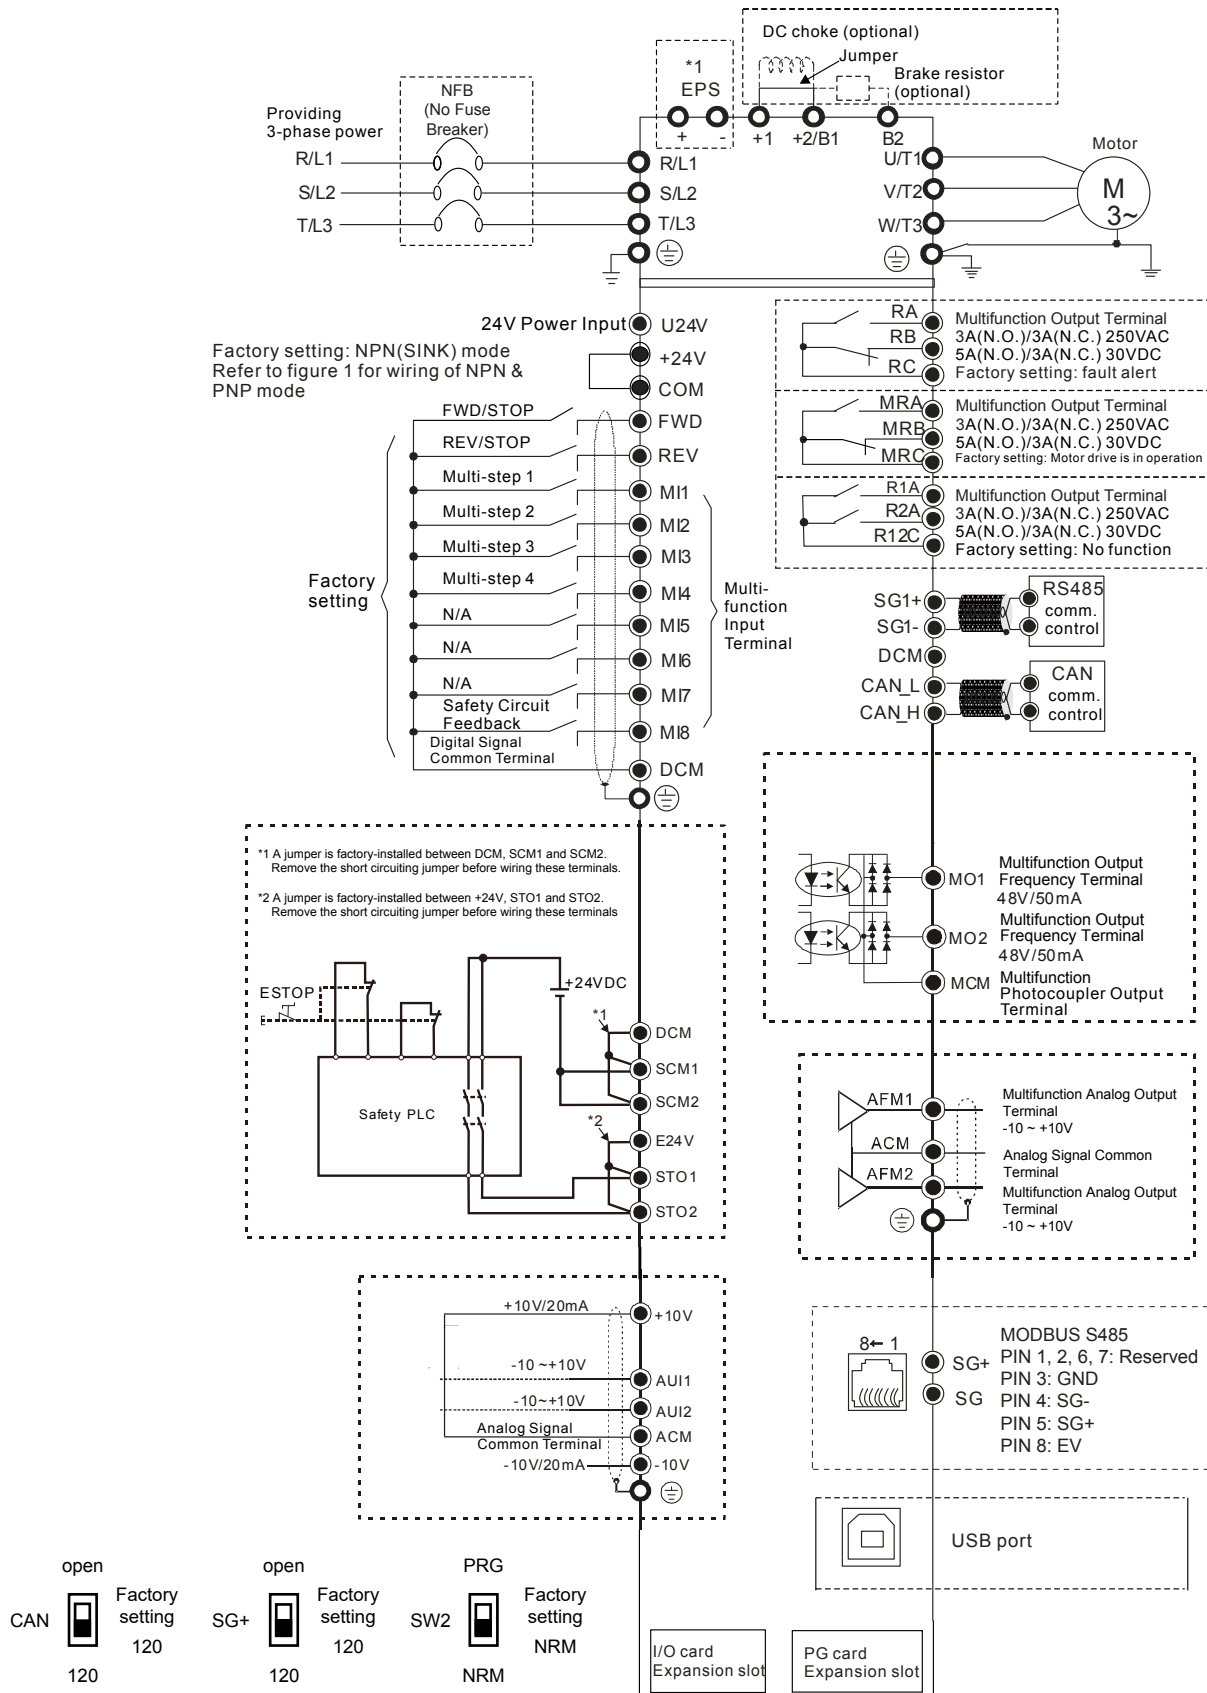 DC choke (optional)
Jumper
Brake resistor
(optional)
*1
EPS
+
-
+1
+2/B1
B2
NFB
(No Fuse
Breaker)
Providing
3-phase power
R/L1
S/L2
T/L3
R/L1
S/L2
T/L3
U/T1
V/T2
W/T3
Motor
M
3~
24V Power Input
U24V
Factory setting: NPN(SINK) mode
Refer to figure 1 for wiring of NPN &
PNP mode
+24V
COM
FWD/STOP
FWD
REV/STOP
REV
Multi-step 1
MI1
Multi-step 2
MI2
Multi-step 3
MI3
Multi-step 4
MI4
N/A
MI5
N/A
MI6
N/A
MI7
Safety Circuit
Feedback
MI8
Digital Signal
Common Terminal
DCM
Factory
setting
Multi-
function
Input
Terminal
RA
RB
RC
Multifunction Output Terminal
3A(N.O.)/3A(N.C.) 250VAC
5A(N.O.)/3A(N.C.) 30VDC
Factory setting: fault alert
MRA
MRB
MRC
Multifunction Output Terminal
3A(N.O.)/3A(N.C.) 250VAC
5A(N.O.)/3A(N.C.) 30VDC
Factory setting: Motor drive is in operation
R1A
R2A
R12C
Multifunction Output Terminal
3A(N.O.)/3A(N.C.) 250VAC
5A(N.O.)/3A(N.C.) 30VDC
Factory setting: No function
SG1+
SG1-
DCM
CAN_L
CAN_H
RS485
comm.
control
CAN
comm.
control
*1 A jumper is factory-installed between DCM, SCM1 and SCM2.
Remove the short circuiting jumper before wiring these terminals.
*2 A jumper is factory-installed between +24V, STO1 and STO2.
Remove the short circuiting jumper before wiring these terminals
ESTOP
+24VDC
Safety PLC
*1
DCM
SCM1
SCM2
*2
E24V
STO1
STO2
MO1
Multifunction Output
Frequency Terminal
48V/50mA
MO2
Multifunction Output
Frequency Terminal
48V/50mA
MCM
Multifunction
Photocoupler Output
Terminal
AFM1
Multifunction Analog Output
Terminal
-10 ~ +10V
ACM
Analog Signal Common
Terminal
AFM2
Multifunction Analog Output
Terminal
-10 ~ +10V
+10V/20mA
+10V
-10 ~+10V
AUI1
-10~+10V
AUI2
Analog Signal
Common Terminal
ACM
-10V/20mA
-10V
8← 1
SG+
SG
MODBUS S485
PIN 1, 2, 6, 7: Reserved
PIN 3: GND
PIN 4: SG-
PIN 5: SG+
PIN 8: EV
USB port
open
CAN
Factory
setting
120
120
open
SG+
Factory
setting
120
120
PRG
SW2
Factory
setting
NRM
NRM
I/O card
Expansion slot
PG card
Expansion slot